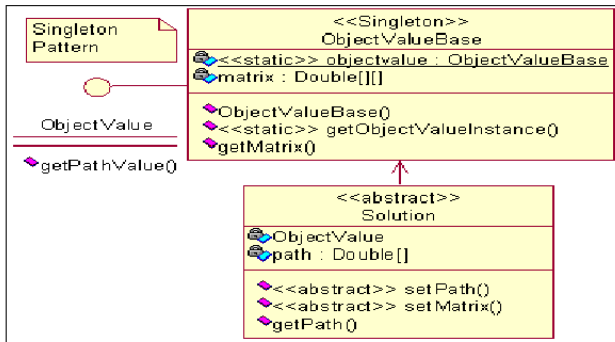 Singleton
Pattern
<<Singleton>>
ObjectValueBase
<<static>> objectvalue : ObjectValueBase
matrix : Double[][]
ObjectValueBase()
<<static>> getObjectValueInstance()
getMatrix()
ObjectValue
getPathValue()
<<abstract>>
Solution
ObjectValue
path : Double[]
<<abstract>> setPath()
<<abstract>> setMatrix()
getPath()